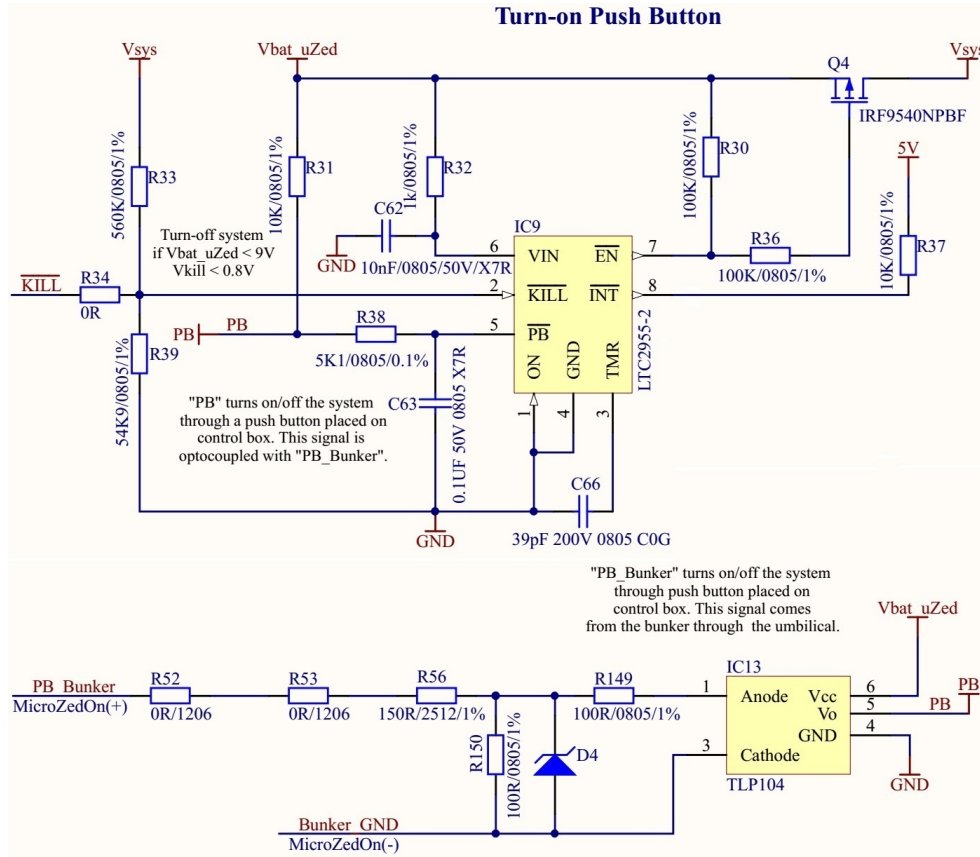 Turn-on Push Button
Vsys
Vbat_uZed
Q4
Vsys
IRF9540NPBF
R33
560K/0805/1%
R31
10K/0805/1%
R32
1k/0805/1%
R30
100K/0805/1%
5V
R37
10K/0805/1%
Turn-off system
if Vbat_uZed < 9V
Vkill < 0.8V
C62
GND
10nF/0805/50V/X7R
IC9
R36
100K/0805/1%
6
VIN
EN
7
KILL
R34
0R
2
KILL
INT
8
PB
PB
R38
5K1/0805/0.1%
5
PB
ON
GND
TMR
LTC2955-2
1
4
3
R39
54K9/0805/1%
C63
0.1UF 50V 0805 X7R
"PB" turns on/off the system
through a push button placed on
control box. This signal is
optocoupled with "PB_Bunker".
C66
39pF 200V 0805 C0G
GND
"PB_Bunker" turns on/off the system
through push button placed on
control box. This signal comes
from the bunker through the umbilical.
Vbat_uZed
PB_Bunker
MicroZedOn(+)
R52
0R/1206
R53
0R/1206
R56
150R/2512/1%
R149
100R/0805/1%
R150
100R/0805/1%
D4
IC13
1
Anode
Vcc
6
Vo
5
PB
PB
GND
4
3
Cathode
TLP104
GND
Bunker_GND
MicroZedOn(-)